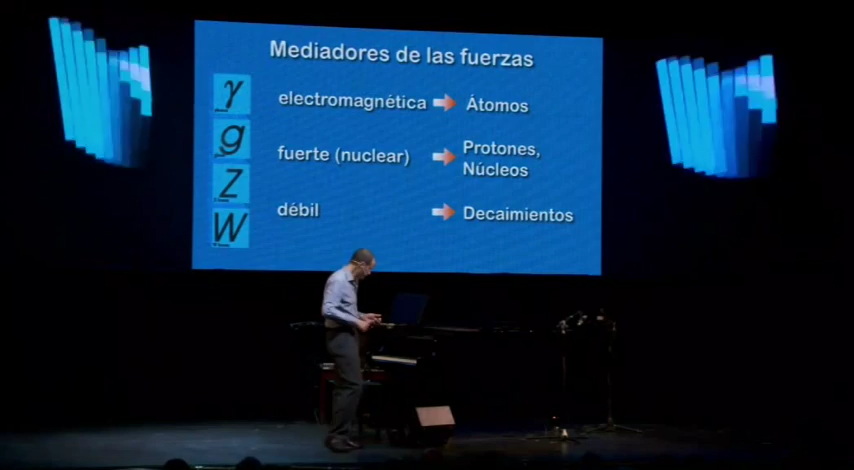 Mediadores de las fuerzas
γ
electromagnética
Átomos
g
fuerte (nuclear)
Protones,
Núcleos
Z
débil
Decaimientos
W